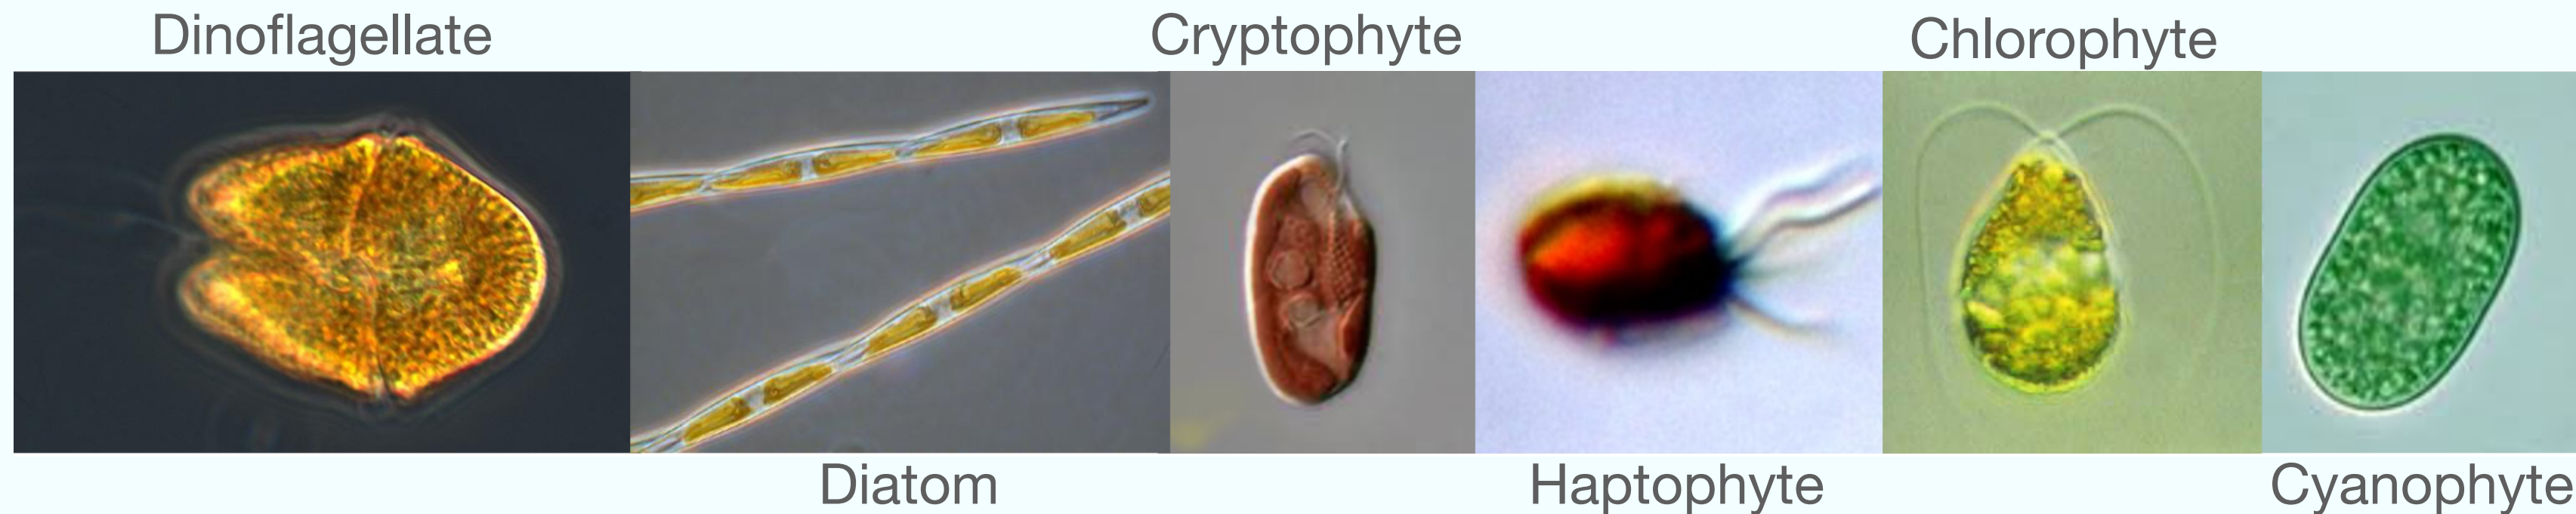 Dinoflagellate
Cryptophyte
Chlorophyte
Diatom
Haptophyte
Cyanophyte